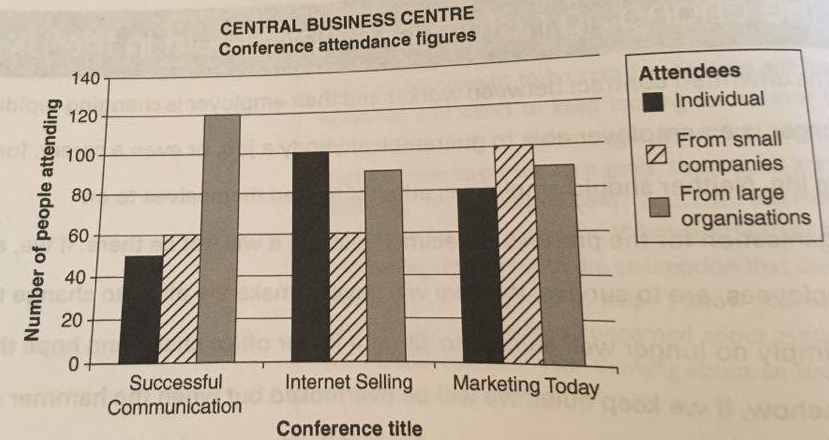 CENTRAL BUSINESS CENTRE
Conference attendance figures
Number of people attending
140
120
100
80
60
40
20
0
Successful
Communication
Internet Selling
Marketing Today
Conference title
Attendees
Individual
From small
companies
From large
organisations